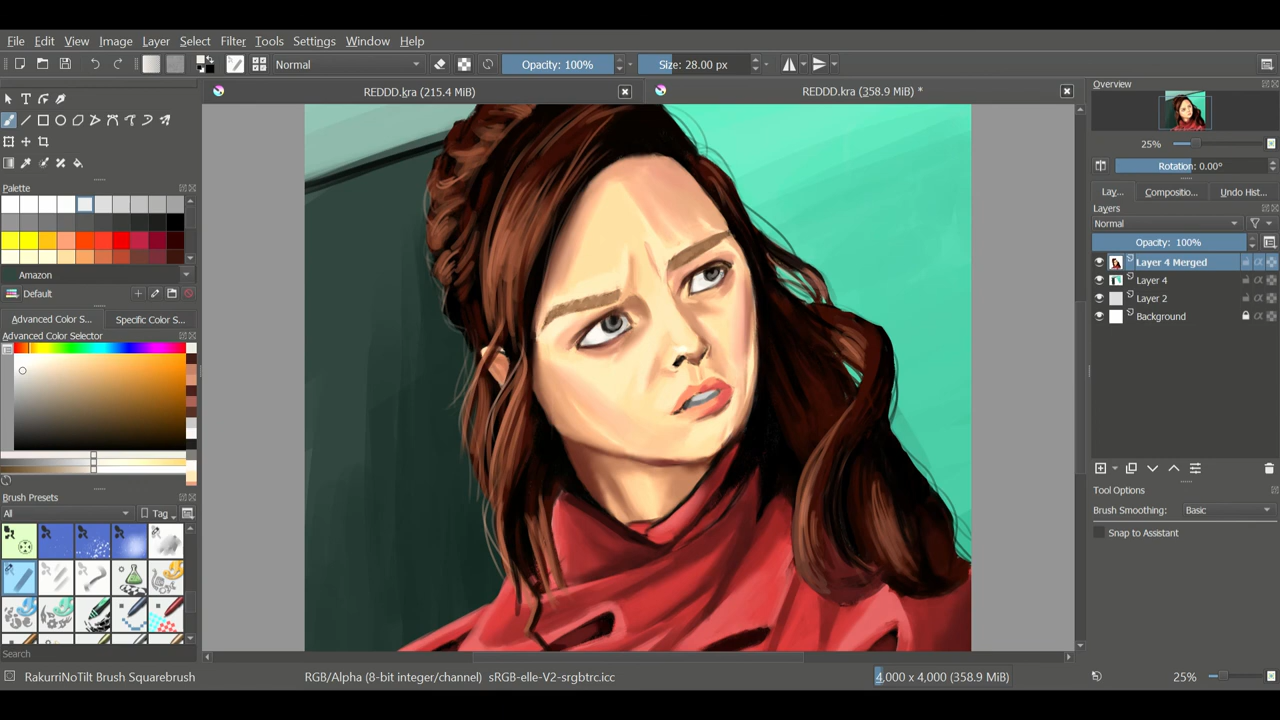 File Edit View Image Layer Select Filter Tools Settings Window Help
Normal Opacity: 100% Size: 28.00 px
REDDD.kra (215.4 MiB) REDDD.kra (358.9 MiB) *
Overview
25%
Rotation: 0.00°
Palette
Lay... Compositio... Undo Hist...
Layers
Normal
Opacity: 100%
Layer 4 Merged
Layer 4
Layer 2
Background
Amazon
Default
Advanced Color S... Specific Color S...
Advanced Color Selector
Tool Options
Brush Smoothing: Basic
Snap to Assistant
Brush Presets
All Tag
Search
RakurriNoTilt Brush Squarebrush RGB/Alpha (8-bit integer/channel) sRGB-elle-V2-srgbtrc.icc 4,000 x 4,000 (358.9 MiB) 25%